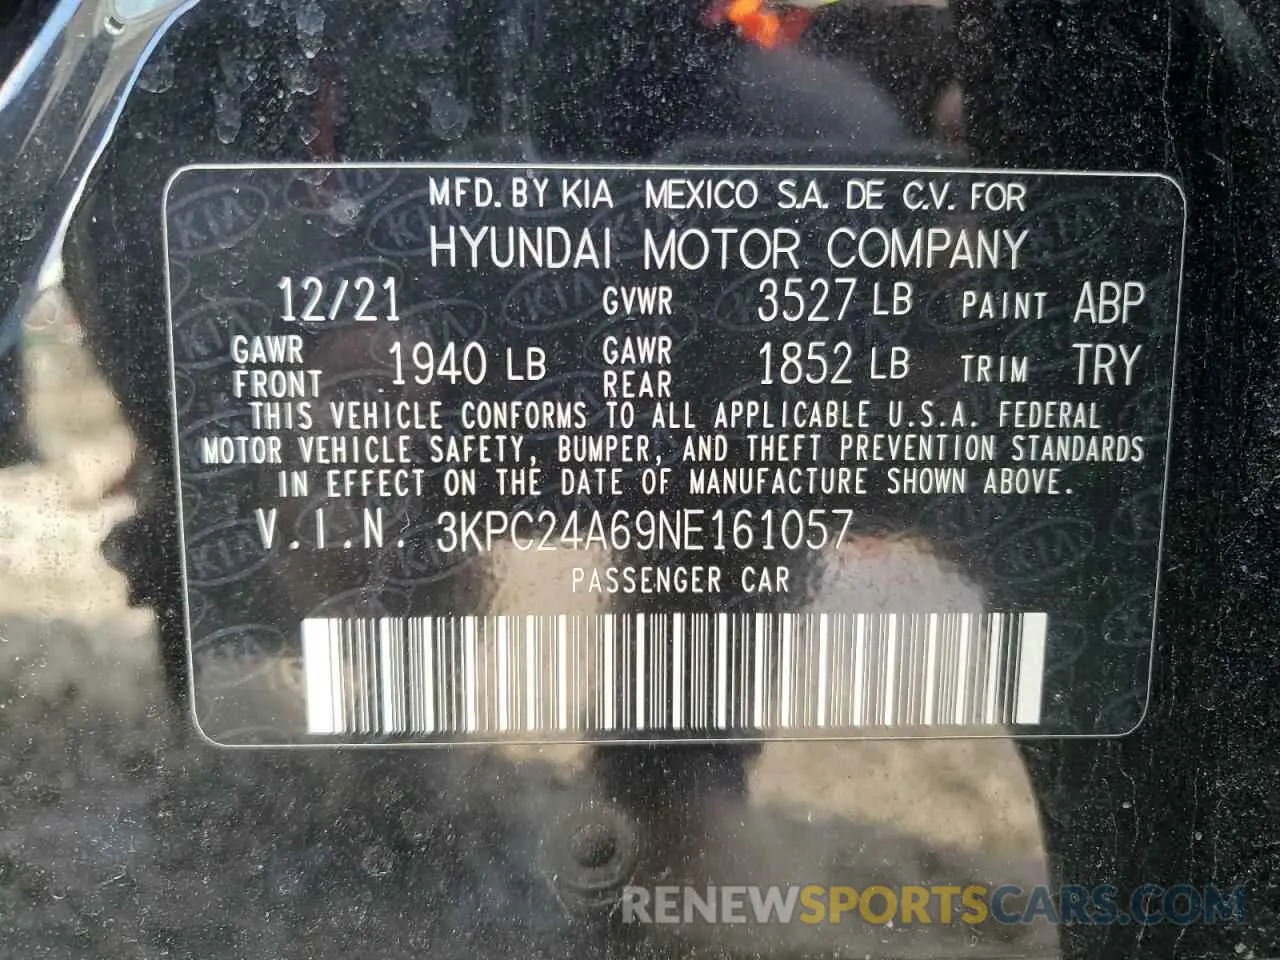 MFD. BY KIA MEXICO S.A. DE C.V. FOR
HYUNDAI MOTOR COMPANY
12/21 GVWR 3527 LB PAINT ABP
GAWR FRONT 1940 LB GAWR REAR 1852 LB TRIM TRY
THIS VEHICLE CONFORMS TO ALL APPLICABLE U.S.A. FEDERAL
MOTOR VEHICLE SAFETY, BUMPER, AND THEFT PREVENTION STANDARDS
IN EFFECT ON THE DATE OF MANUFACTURE SHOWN ABOVE.
V.I.N. 3KPC24A69NE161057
PASSENGER CAR
RENEWSPORTSCARS.COM